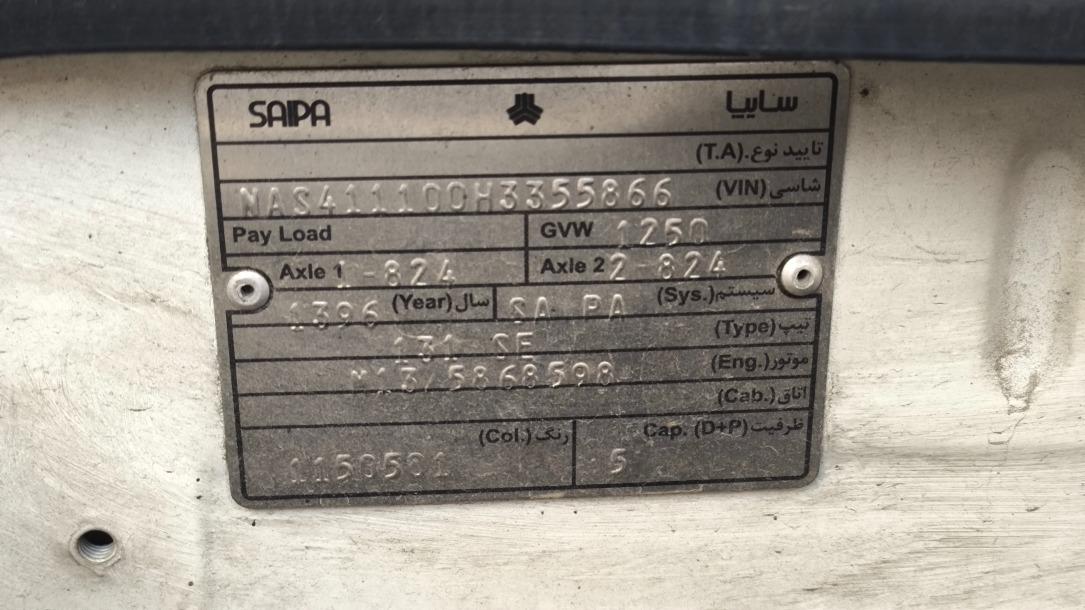 SAIPA سایپا
تایید نوع.(T.A)
شاسی(VIN) NAS411100H3355866
Pay Load GVW 1250
Axle 1 1-824 Axle 2 2-824
سال(Year) 1396 سیستم(Sys.) SAIPA
تیپ(Type) 131 SE
موتور(Eng.) M13/5868598
اتاق(Cab.)
رنگ(Col.) 1150501 ظرفیت Cap. (D+P) 5